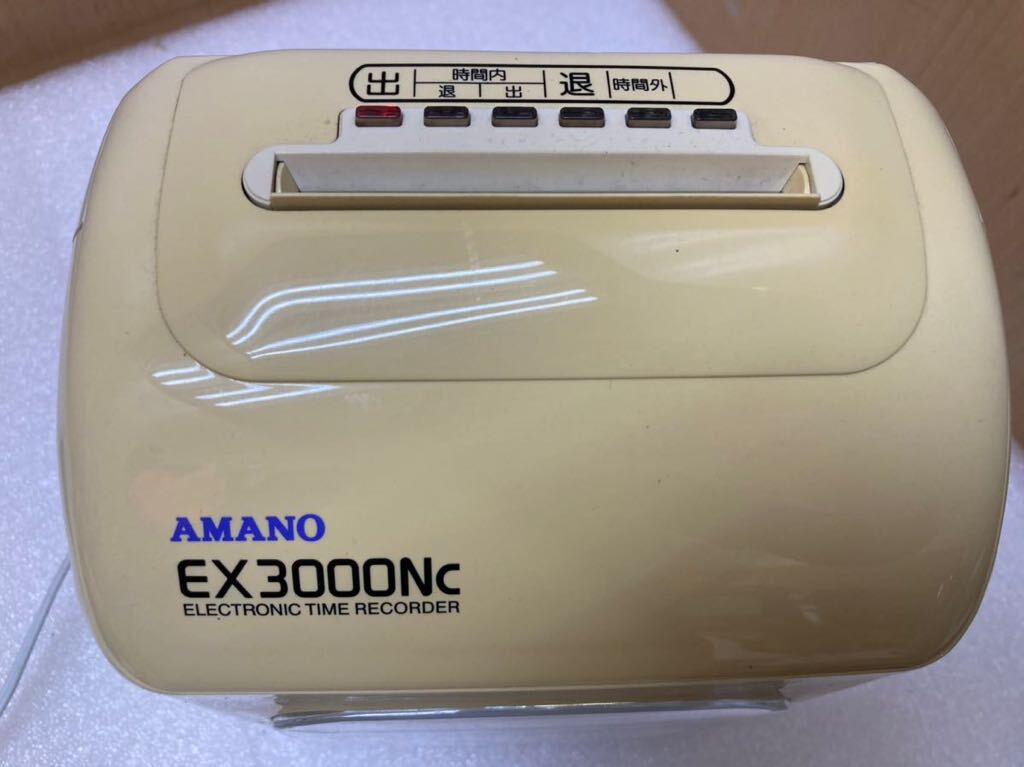 出 時間内 退 時間外
退 出
AMANO
EX3000Nc
ELECTRONIC TIME RECORDER